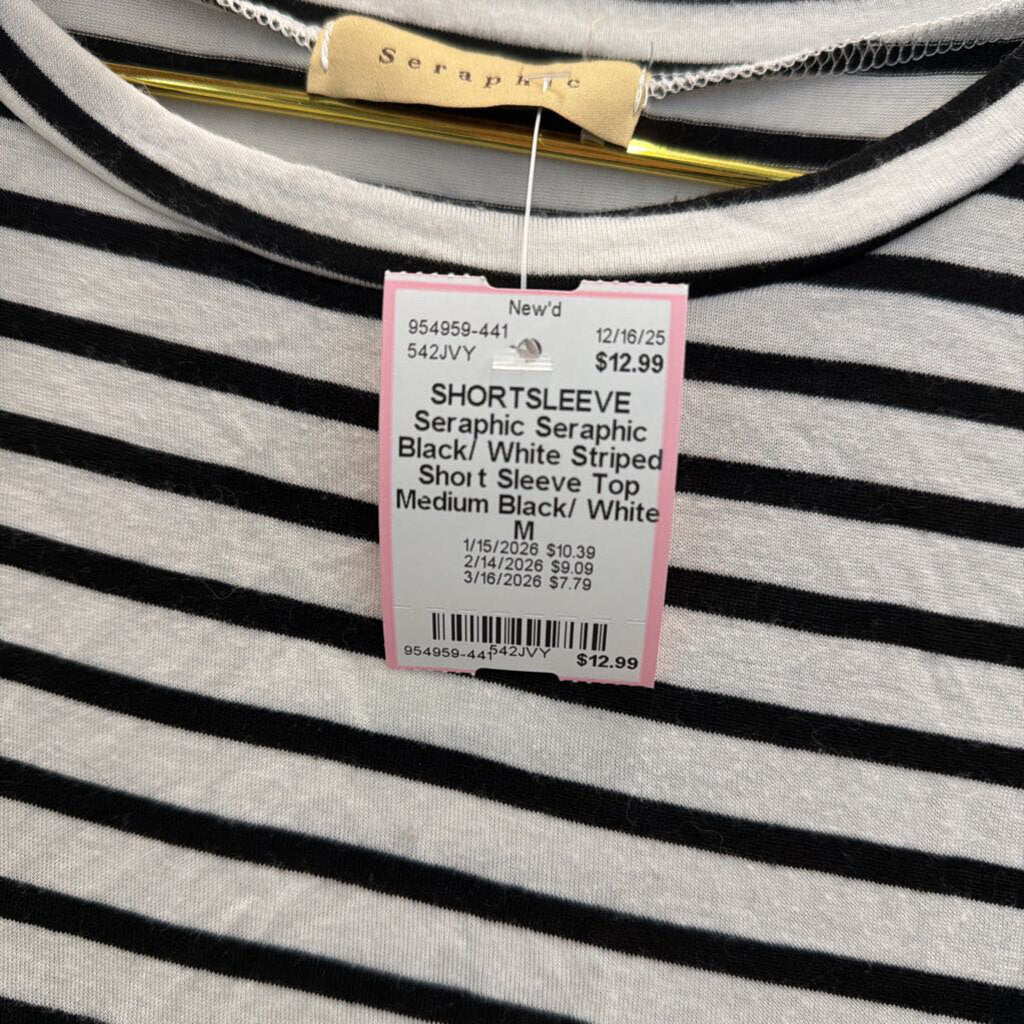 Seraphic
New'd
954959-441 12/16/25
542JVY $12.99
SHORTSLEEVE
Seraphic Seraphic
Black/ White Striped
Short Sleeve Top
Medium Black/ White
M
1/15/2026 $10.39
2/14/2026 $9.09
3/16/2026 $7.79
954959-441 542JVY $12.99